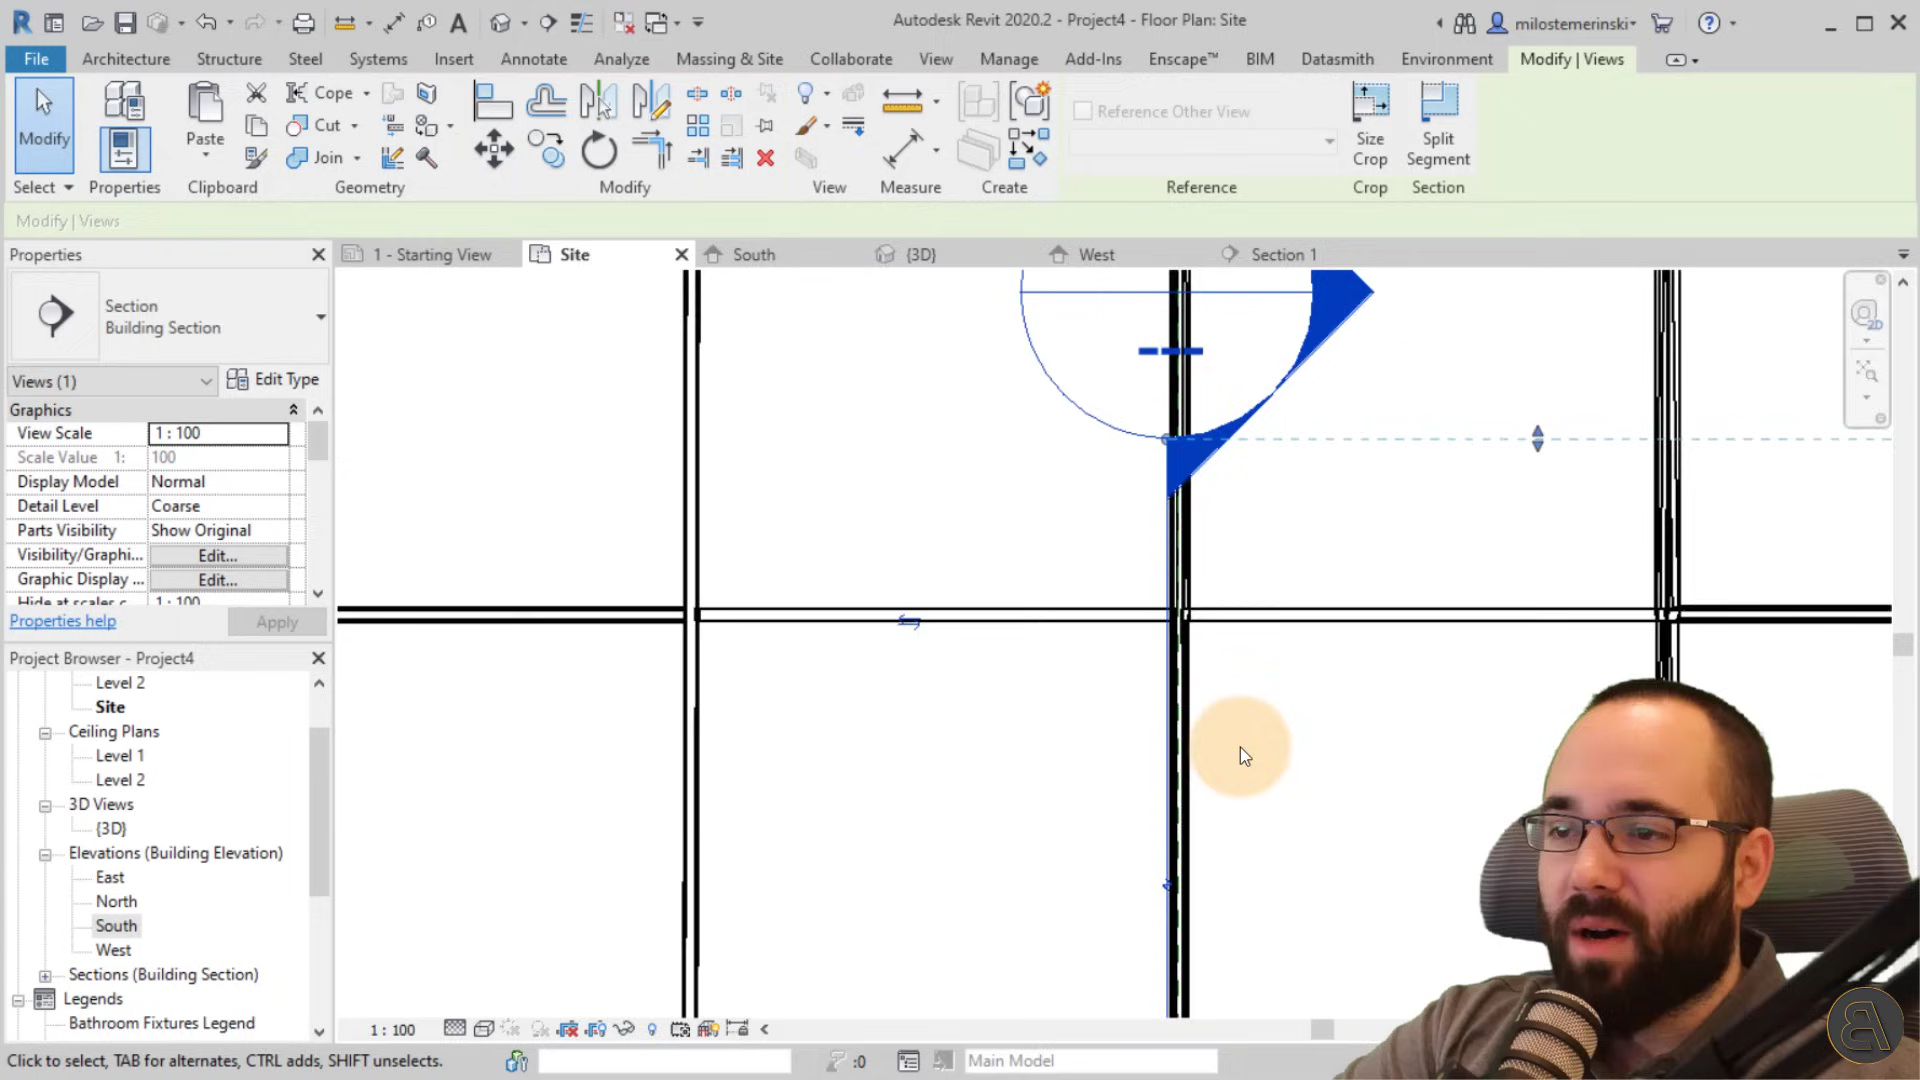 Autodesk Revit 2020.2 - Project4 - Floor Plan: Site
milostemerinski
File Architecture Structure Steel Systems Insert Annotate Analyze Massing & Site Collaborate View Manage Add-Ins Enscape™ BIM Datasmith Environment Modify | Views
Modify
Paste
Cope
Cut
Join
Reference Other View
Size Crop
Split Segment
Select Properties Clipboard Geometry Modify View Measure Create Reference Crop Section
Modify | Views
Properties
1 - Starting View
Site
South
{3D}
West
Section 1
Section
Building Section
Views (1)
Edit Type
Graphics
View Scale 1 : 100
Scale Value 1: 100
Display Model Normal
Detail Level Coarse
Parts Visibility Show Original
Visibility/Graphi... Edit...
Graphic Display ... Edit...
Properties help
Apply
Project Browser - Project4
Level 2
Site
Ceiling Plans
Level 1
Level 2
3D Views
{3D}
Elevations (Building Elevation)
East
North
South
West
Sections (Building Section)
Legends
Bathroom Fixtures Legend
2D
1 : 100
Click to select, TAB for alternates, CTRL adds, SHIFT unselects.
:0
Main Model